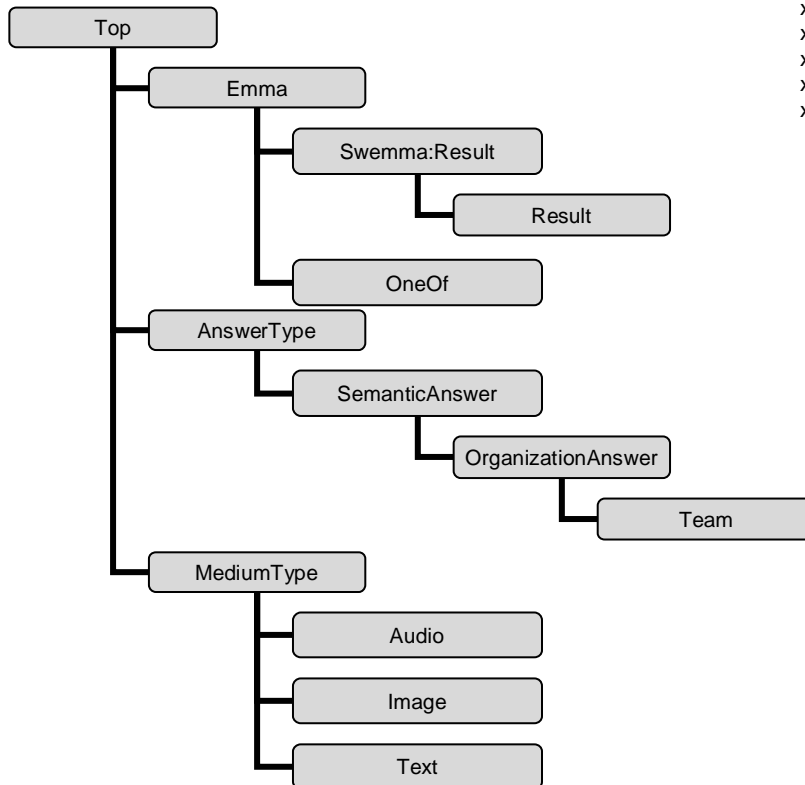 Top
x
x
x
x
x
Emma
Swemma:Result
Result
OneOf
AnswerType
SemanticAnswer
OrganizationAnswer
Team
MediumType
Audio
Image
Text